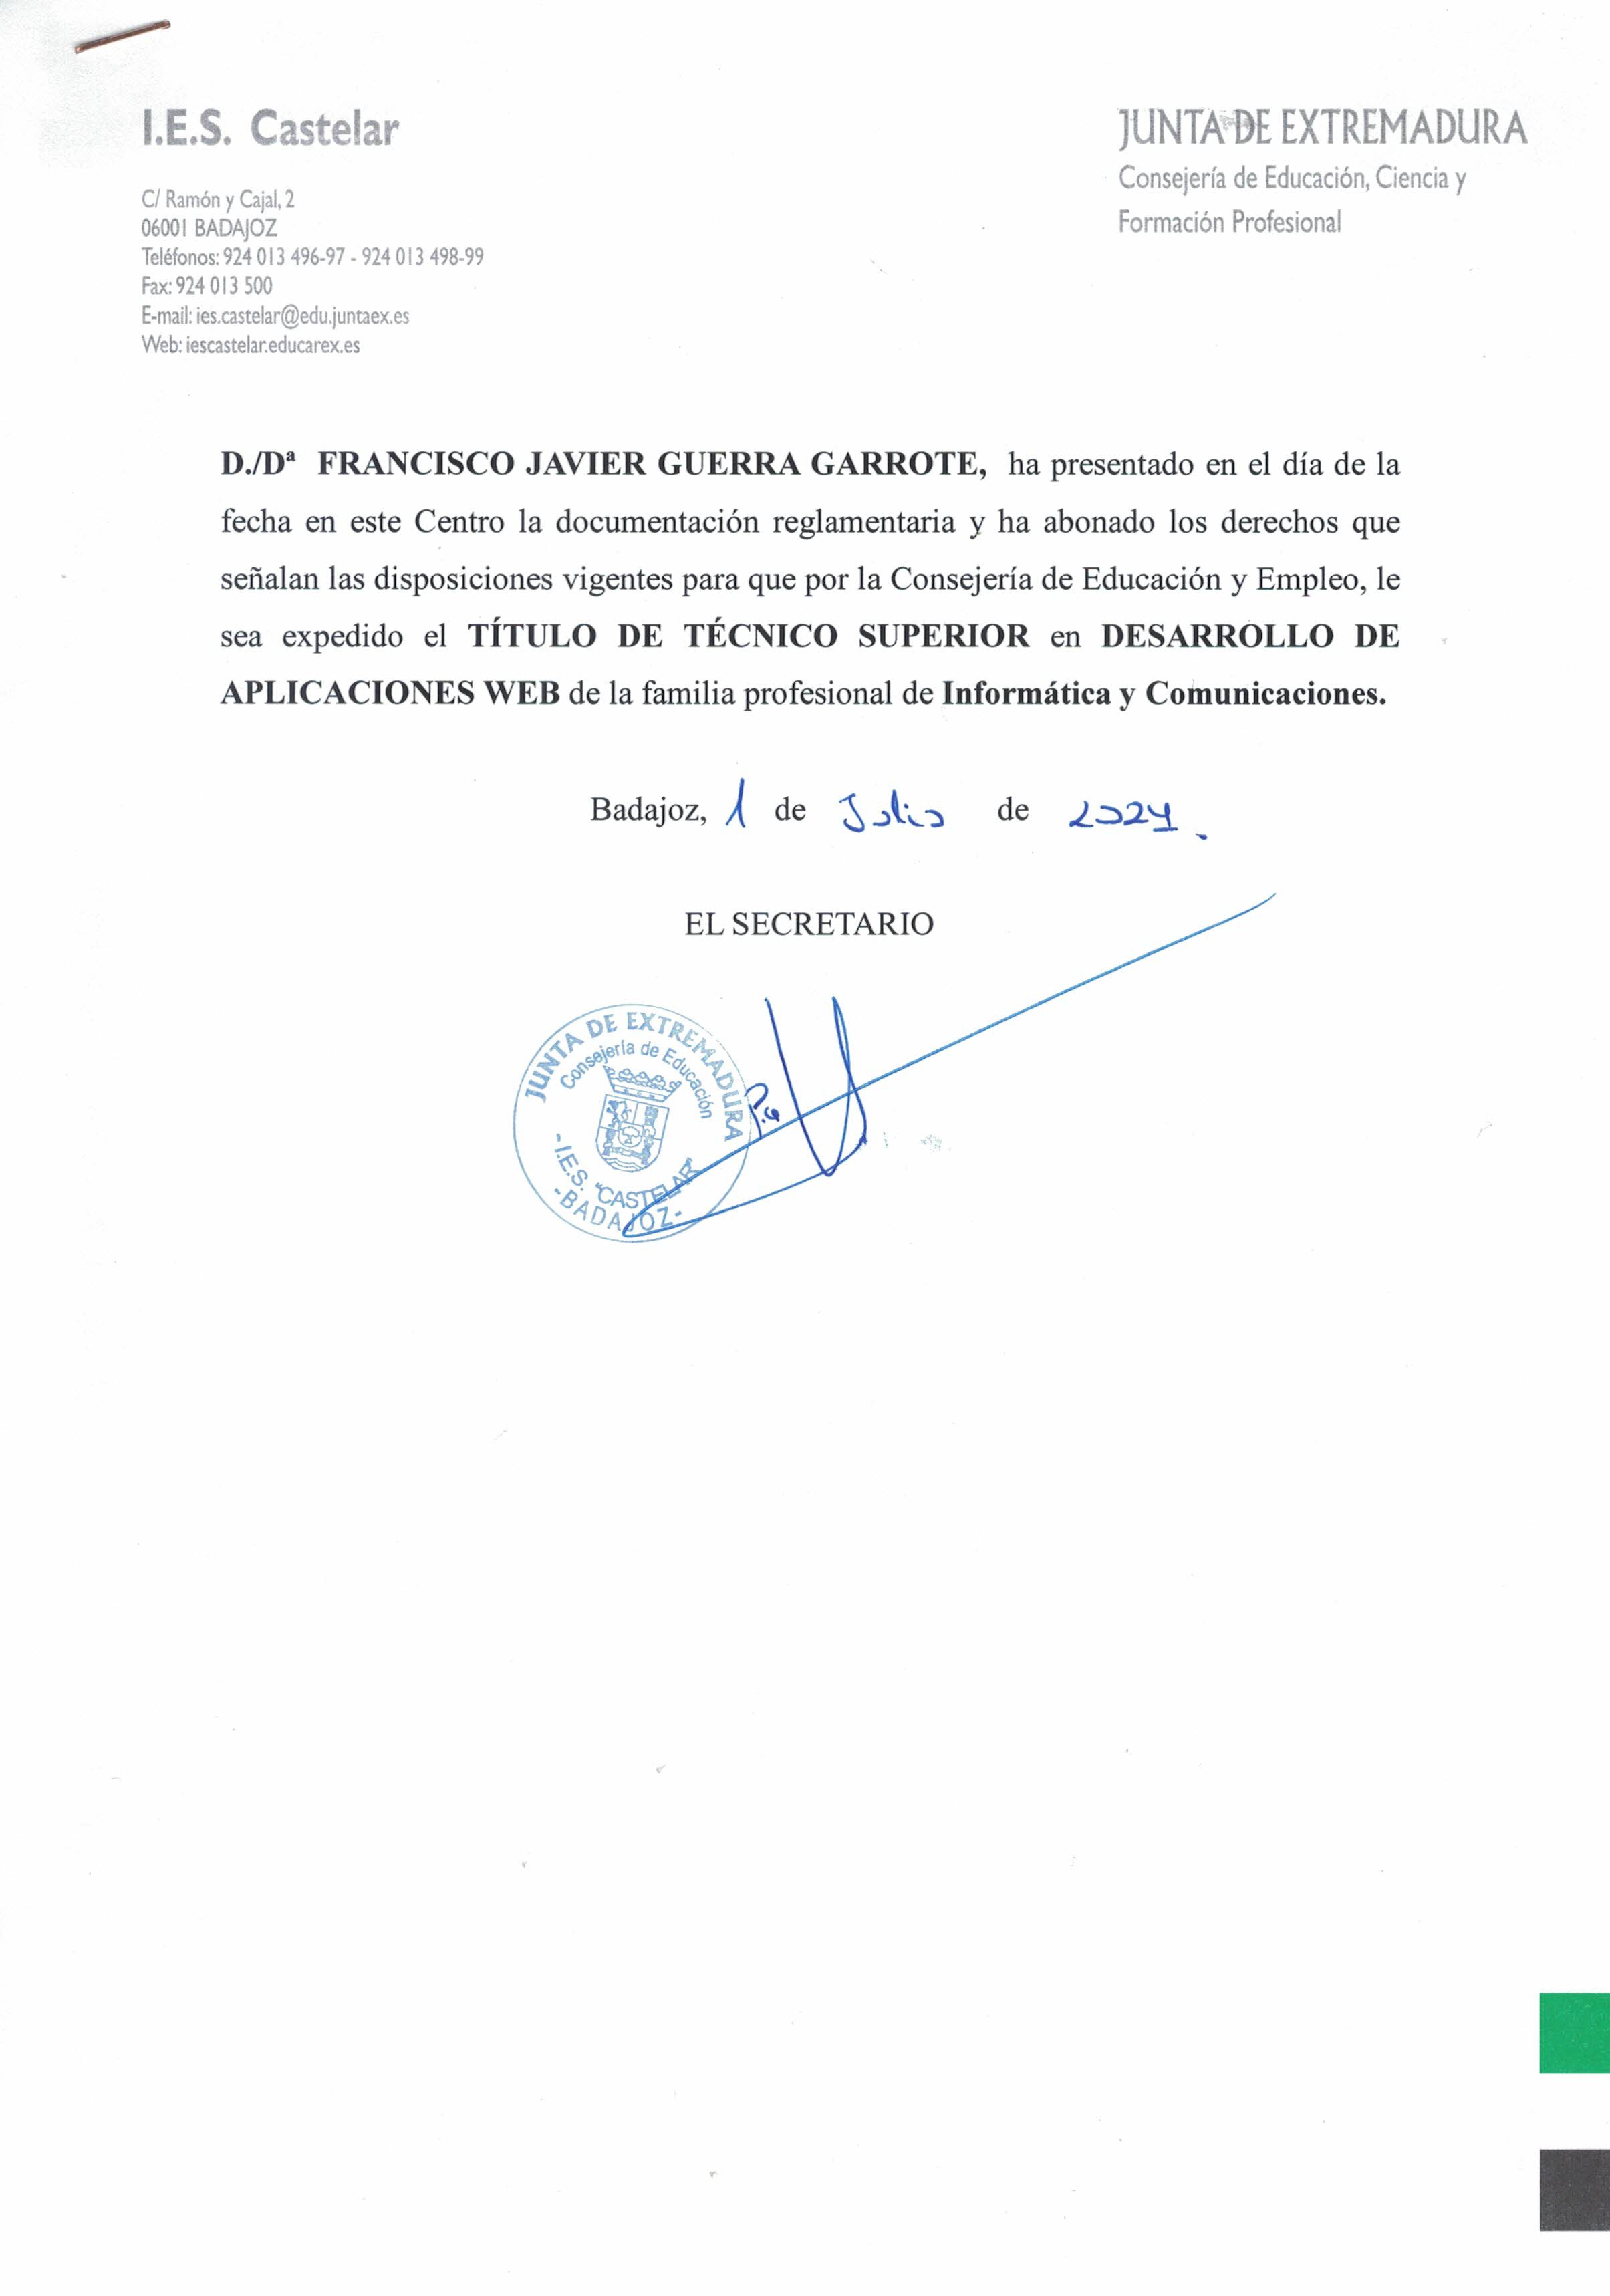 I.E.S. Castelar
C/ Ramón y Cajal, 2
06001 BADAJOZ
Teléfonos: 924 013 496-97 - 924 013 498-99
Fax: 924 013 500
E-mail: ies.castelar@edu.juntaex.es
Web: iescastelar.educarex.es
JUNTA DE EXTREMADURA
Consejería de Educación, Ciencia y
Formación Profesional
D./Dª FRANCISCO JAVIER GUERRA GARROTE, ha presentado en el día de la
fecha en este Centro la documentación reglamentaria y ha abonado los derechos que
señalan las disposiciones vigentes para que por la Consejería de Educación y Empleo, le
sea expedido el TÍTULO DE TÉCNICO SUPERIOR en DESARROLLO DE
APLICACIONES WEB de la familia profesional de Informática y Comunicaciones.
Badajoz, 1 de Julio de 2024.
EL SECRETARIO
JUNTA DE EXTREMADURA
Consejería de Educación
-I.E.S. "CASTELAR"
-BADAJOZ-